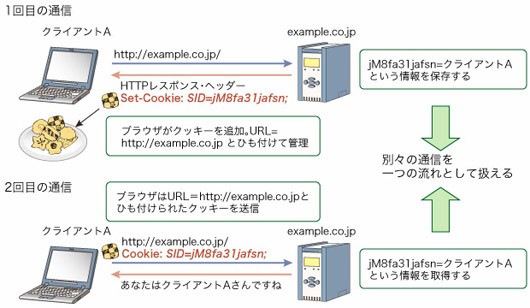 1回目の通信
クライアントA
example.co.jp
http://example.co.jp/
HTTPレスポンス・ヘッダー
Set-Cookie: SID=jM8fa31jafsn;
jM8fa31jafsn=クライアントA
という情報を保存する
ブラウザがクッキーを追加。URL=
http://example.co.jp とひも付けて管理
別々の通信を
一つの流れとして扱える
2回目の通信
ブラウザはURL=http://example.co.jpと
ひも付けられたクッキーを送信
クライアントA
example.co.jp
http://example.co.jp/
Cookie: SID=jM8fa31jafsn;
あなたはクライアントAさんですね
jM8fa31jafsn=クライアントA
という情報を取得する